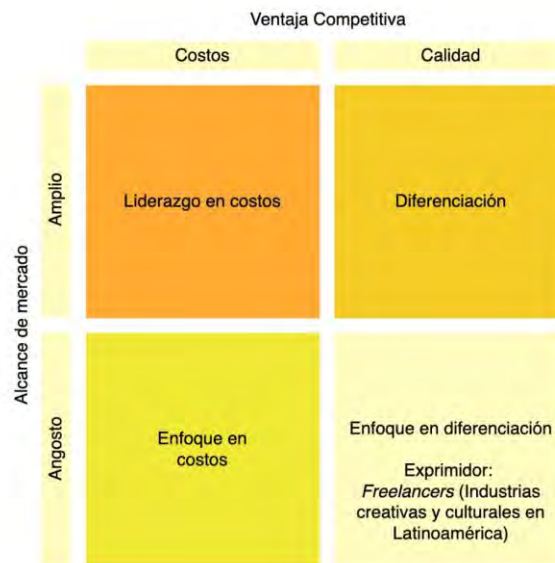 Ventaja Competitiva
Costos
Calidad
Alcance de mercado
Amplio
Liderazgo en costos
Diferenciación
Angosto
Enfoque en
costos
Enfoque en diferenciación
Exprimidor:
Freelancers (Industrias
creativas y culturales en
Latinoamérica)